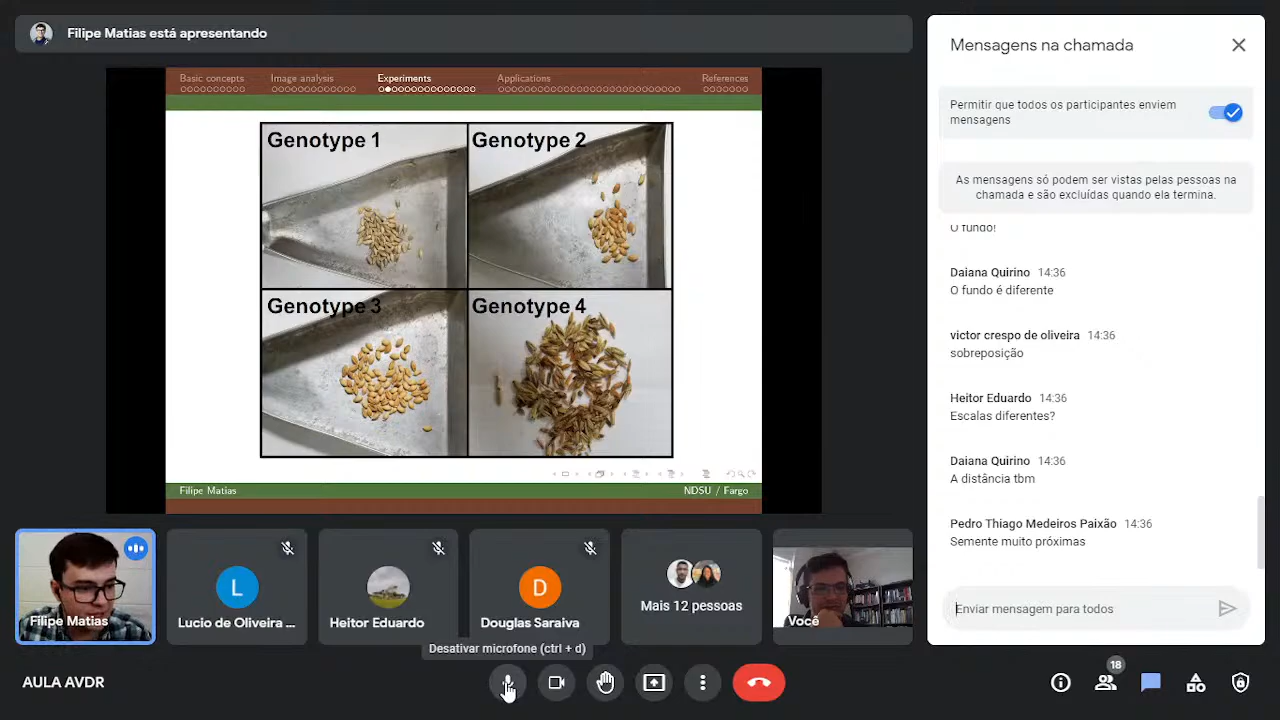 Filipe Matias está apresentando
Basic concepts
Image analysis
Experiments
Applications
References
Genotype 1
Genotype 2
Genotype 3
Genotype 4
Filipe Matias
NDSU / Fargo
Filipe Matias
L
Lucio de Oliveira ...
Heitor Eduardo
D
Douglas Saraiva
Mais 12 pessoas
Você
Desativar microfone (ctrl + d)
AULA AVDR
18
Mensagens na chamada
Permitir que todos os participantes enviem
mensagens
As mensagens só podem ser vistas pelas pessoas na
chamada e são excluídas quando ela termina.
O fundo!
Daiana Quirino 14:36
O fundo é diferente
victor crespo de oliveira 14:36
sobreposição
Heitor Eduardo 14:36
Escalas diferentes?
Daiana Quirino 14:36
A distância tbm
Pedro Thiago Medeiros Paixão 14:36
Semente muito próximas
Enviar mensagem para todos